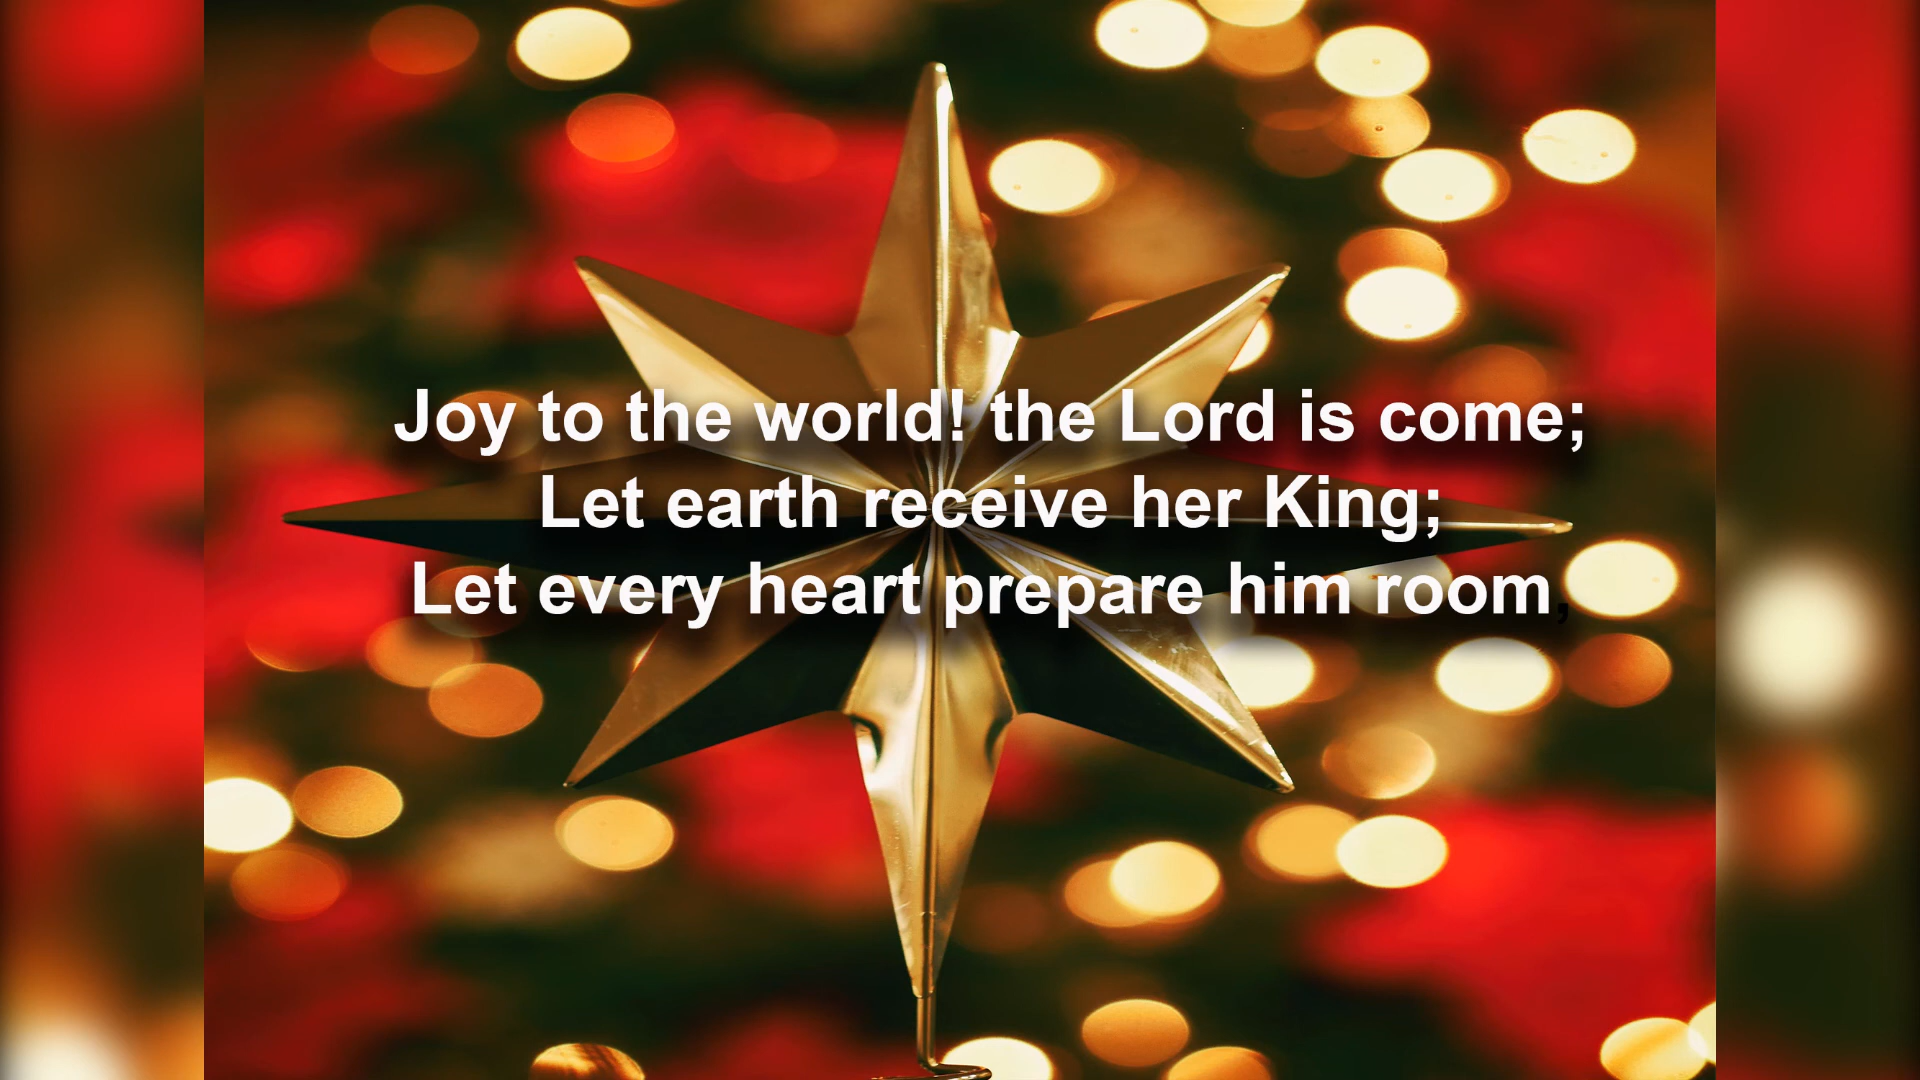 Joy to the world! the Lord is come;
Let earth receive her King;
Let every heart prepare him room,